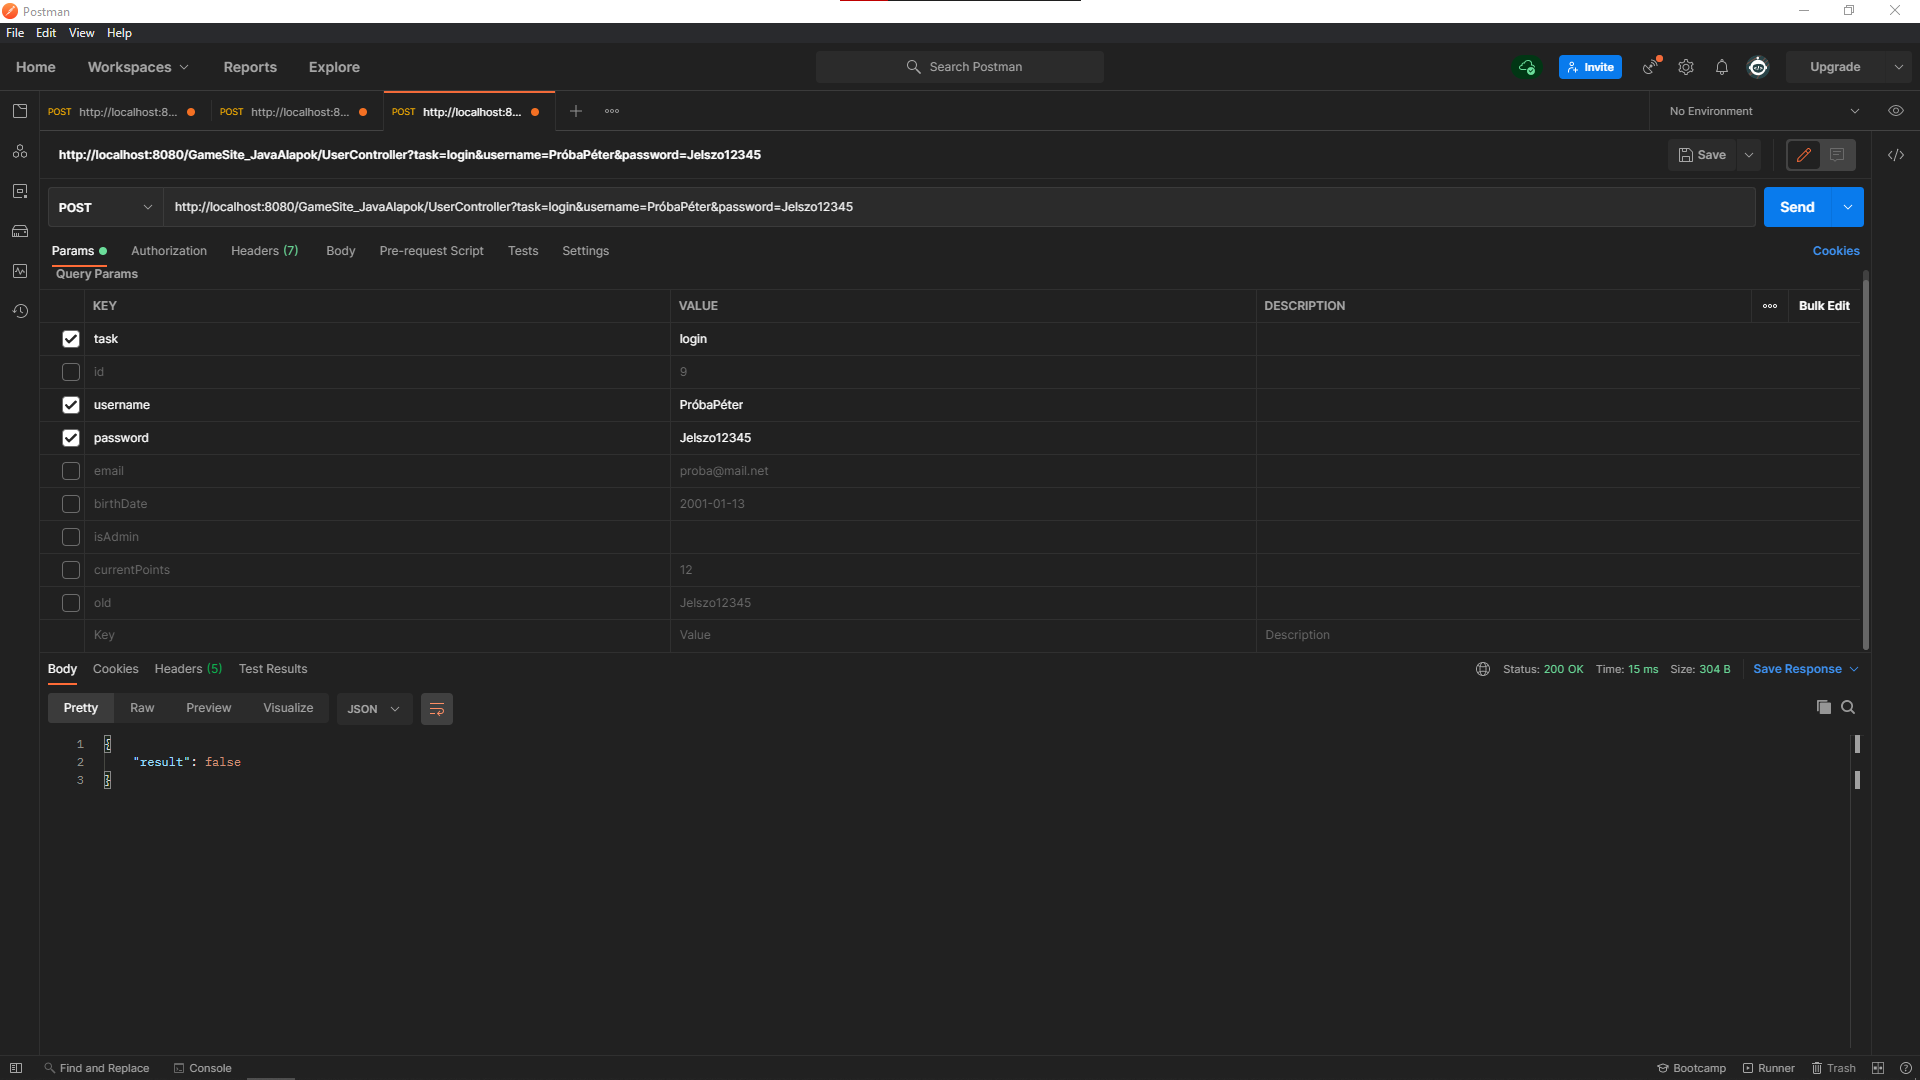 Postman
File Edit View Help
Home Workspaces Reports Explore Search Postman Invite Upgrade
POST http://localhost:8... POST http://localhost:8... POST http://localhost:8... No Environment
http://localhost:8080/GameSite_JavaAlapok/UserController?task=login&username=PróbaPéter&password=Jelszo12345 Save
POST http://localhost:8080/GameSite_JavaAlapok/UserController?task=login&username=PróbaPéter&password=Jelszo12345 Send
Params Authorization Headers (7) Body Pre-request Script Tests Settings Cookies
Query Params
KEY VALUE DESCRIPTION Bulk Edit
task login
id 9
username PróbaPéter
password Jelszo12345
email proba@mail.net
birthDate 2001-01-13
isAdmin
currentPoints 12
old Jelszo12345
Key Value Description
Body Cookies Headers (5) Test Results Status: 200 OK Time: 15 ms Size: 304 B Save Response
Pretty Raw Preview Visualize JSON
1 {
2 "result": false
3 }
Find and Replace Console Bootcamp Runner Trash